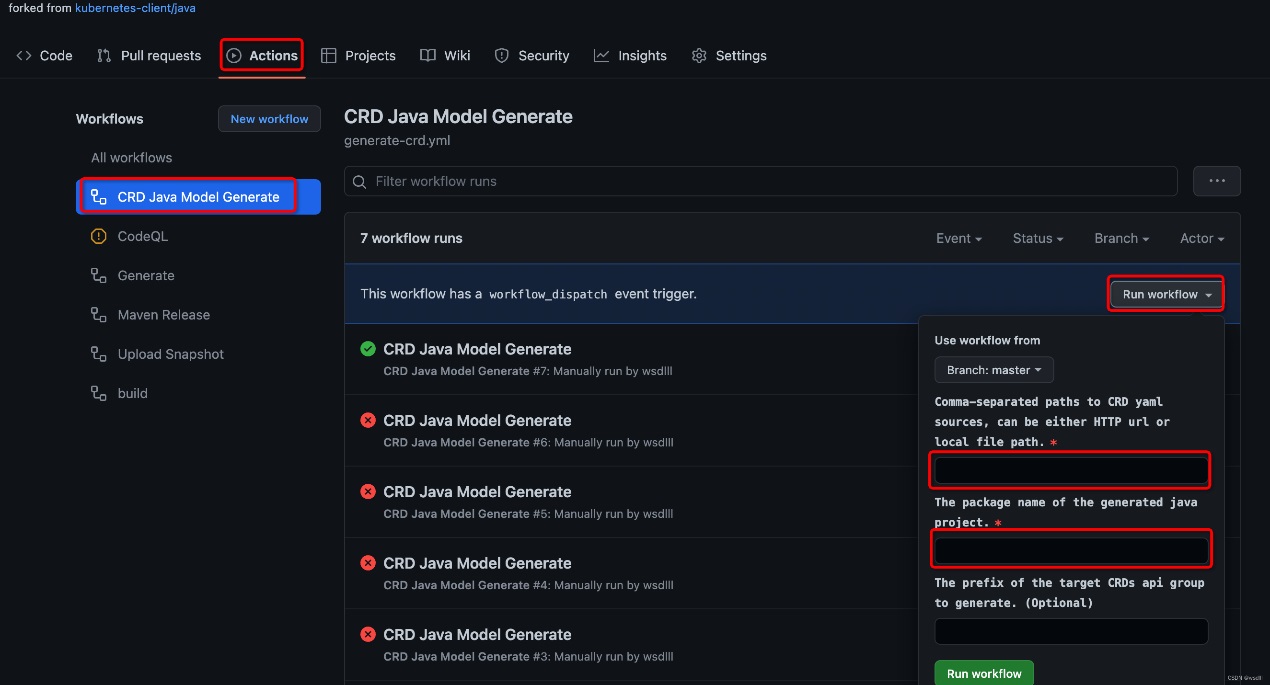 forked from kubernetes-client/java
Code Pull requests Actions Projects Wiki Security Insights Settings
Workflows
New workflow
All workflows
CRD Java Model Generate
CodeQL
Generate
Maven Release
Upload Snapshot
build
CRD Java Model Generate
generate-crd.yml
Filter workflow runs
7 workflow runs
Event Status Branch Actor
This workflow has a workflow_dispatch event trigger.
Run workflow
CRD Java Model Generate
CRD Java Model Generate #7: Manually run by wsdlll
CRD Java Model Generate
CRD Java Model Generate #6: Manually run by wsdlll
CRD Java Model Generate
CRD Java Model Generate #5: Manually run by wsdlll
CRD Java Model Generate
CRD Java Model Generate #4: Manually run by wsdlll
CRD Java Model Generate
CRD Java Model Generate #3: Manually run by wsdlll
Use workflow from
Branch: master
Comma-separated paths to CRD yaml
sources, can be either HTTP url or
local file path. *
The package name of the generated java
project. *
The prefix of the target CRDs api group
to generate. (Optional)
Run workflow
CSDN @wsdlll